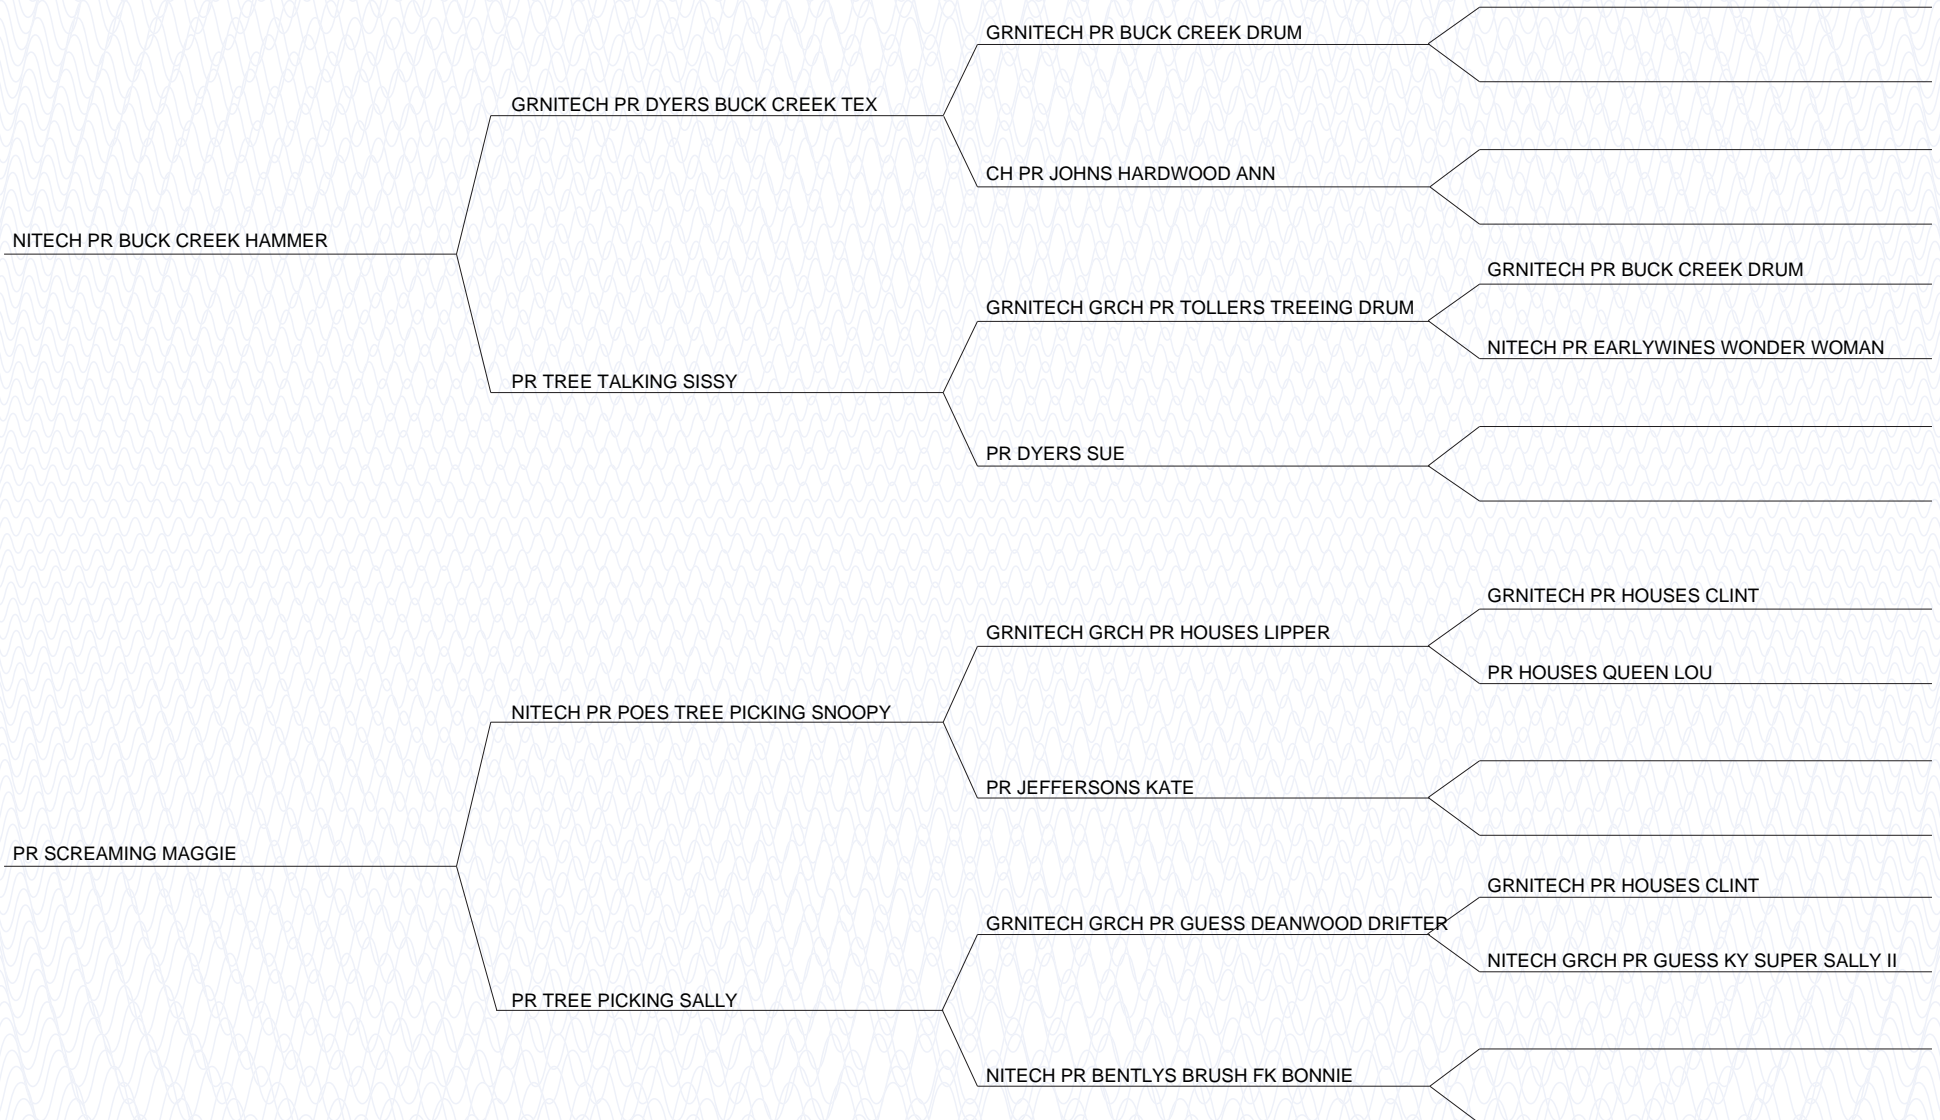 GRNITECH PR BUCK CREEK DRUM
GRNITECH PR DYERS BUCK CREEK TEX
CH PR JOHNS HARDWOOD ANN
NITECH PR BUCK CREEK HAMMER
GRNITECH PR BUCK CREEK DRUM
GRNITECH GRCH PR TOLLERS TREEING DRUM
NITECH PR EARLYWINES WONDER WOMAN
PR TREE TALKING SISSY
PR DYERS SUE
GRNITECH PR HOUSES CLINT
GRNITECH GRCH PR HOUSES LIPPER
PR HOUSES QUEEN LOU
NITECH PR POES TREE PICKING SNOOPY
PR JEFFERSONS KATE
PR SCREAMING MAGGIE
GRNITECH PR HOUSES CLINT
GRNITECH GRCH PR GUESS DEANWOOD DRIFTER
NITECH GRCH PR GUESS KY SUPER SALLY II
PR TREE PICKING SALLY
NITECH PR BENTLYS BRUSH FK BONNIE